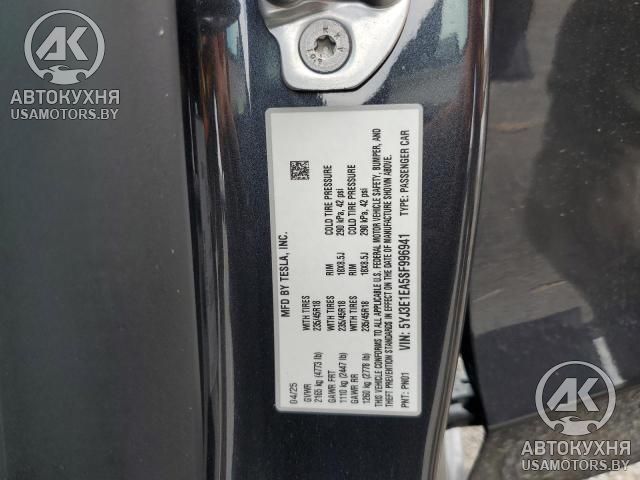 AK
АВТОКУХНЯ
USAMOTORS.BY
MFD BY TESLA, INC.
04/25
GVWR WITH TIRES RIM COLD TIRE PRESSURE
2165 kg (4773 lb) 235/45R18 18X8.5J 290 kPa, 42 psi
GAWR FRT WITH TIRES RIM COLD TIRE PRESSURE
1110 kg (2447 lb) 235/45R18 18X8.5J 290 kPa, 42 psi
GAWR RR WITH TIRES RIM COLD TIRE PRESSURE
1260 kg (2778 lb) 235/45R18 18X8.5J 290 kPa, 42 psi
THIS VEHICLE CONFORMS TO ALL APPLICABLE U.S. FEDERAL MOTOR VEHICLE SAFETY, BUMPER, AND
THEFT PREVENTION STANDARDS IN EFFECT ON THE DATE OF MANUFACTURE SHOWN ABOVE.
VIN: 5YJ3E1EA5SF996941 TYPE: PASSENGER CAR
PNT: PN01
AK
АВТОКУХНЯ
USAMOTORS.BY